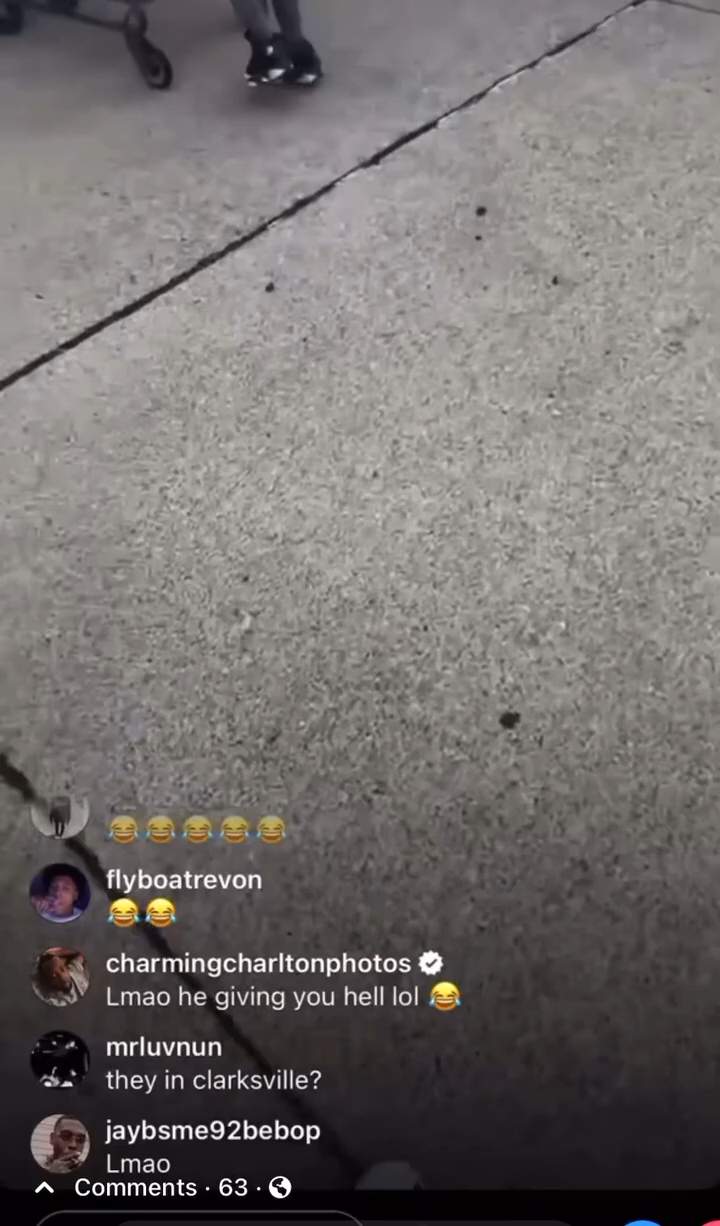 😂😂😂😂😂
flyboatrevon
😂😂
charmingcharltonphotos
Lmao he giving you hell lol 😂
mrluvnun
they in clarksville?
jaybsme92bebop
Lmao
Comments · 63 ·